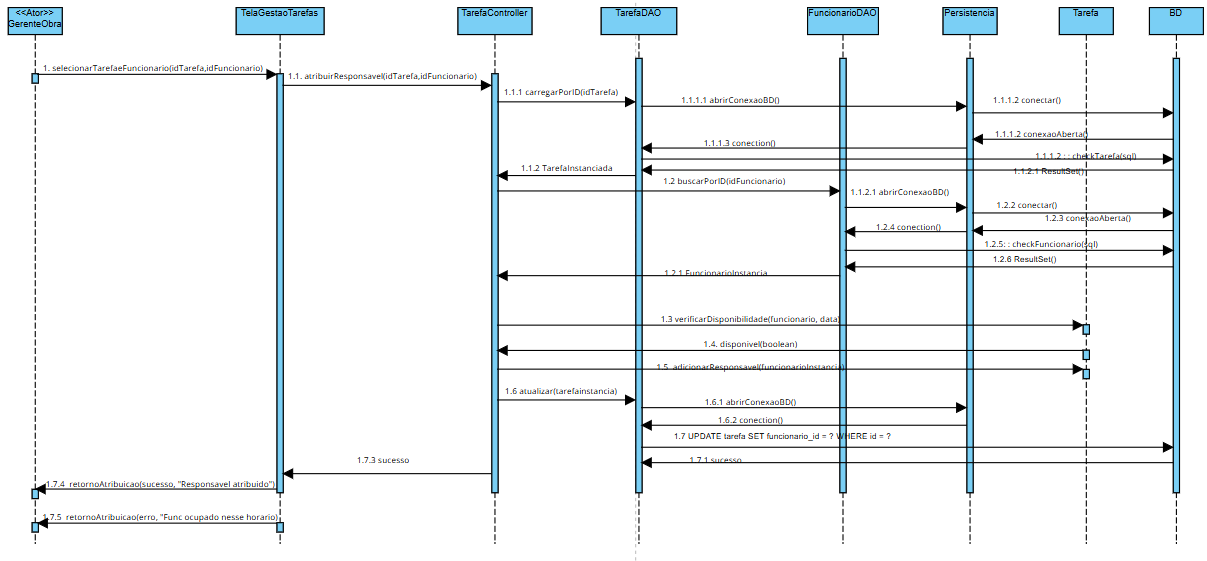 <<Ator>>
GerenteObra
TelaGestaoTarefas
TarefaController
TarefaDAO
FuncionarioDAO
Persistencia
Tarefa
BD
1. selecionarTarefaeFuncionario(idTarefa,idFuncionario)
1.1. atribuirResponsavel(idTarefa,idFuncionario)
1.1.1 carregarPorID(idTarefa)
1.1.1.1 abrirConexaoBD()
1.1.1.2 conectar()
1.1.1.2 conexaoAberta()
1.1.1.3 conection()
1.1.1.2 : : checkTarefa(sql)
1.1.2 TarefaInstanciada
1.1.2.1 ResultSet()
1.2 buscarPorID(idFuncionario)
1.1.2.1 abrirConexaoBD()
1.2.2 conectar()
1.2.3 conexaoAberta()
1.2.4 conection()
1.2.5: : checkFuncionario(sql)
1.2.6 ResultSet()
1.2.1 FuncionarioInstancia
1.3 verificarDisponibilidade(funcionario, data)
1.4. disponivel(boolean)
1.5. adicionarResponsavel(funcionarioInstancia)
1.6 atualizar(tarefainstancia)
1.6.1 abrirConexaoBD()
1.6.2 conection()
1.7 UPDATE tarefa SET funcionario_id = ? WHERE id = ?
1.7.1 sucesso
1.7.3 sucesso
1.7.4 retornoAtribuicao(sucesso, "Responsavel atribuido")
1.7.5 retornoAtribuicao(erro, "Func ocupado nesse horario)